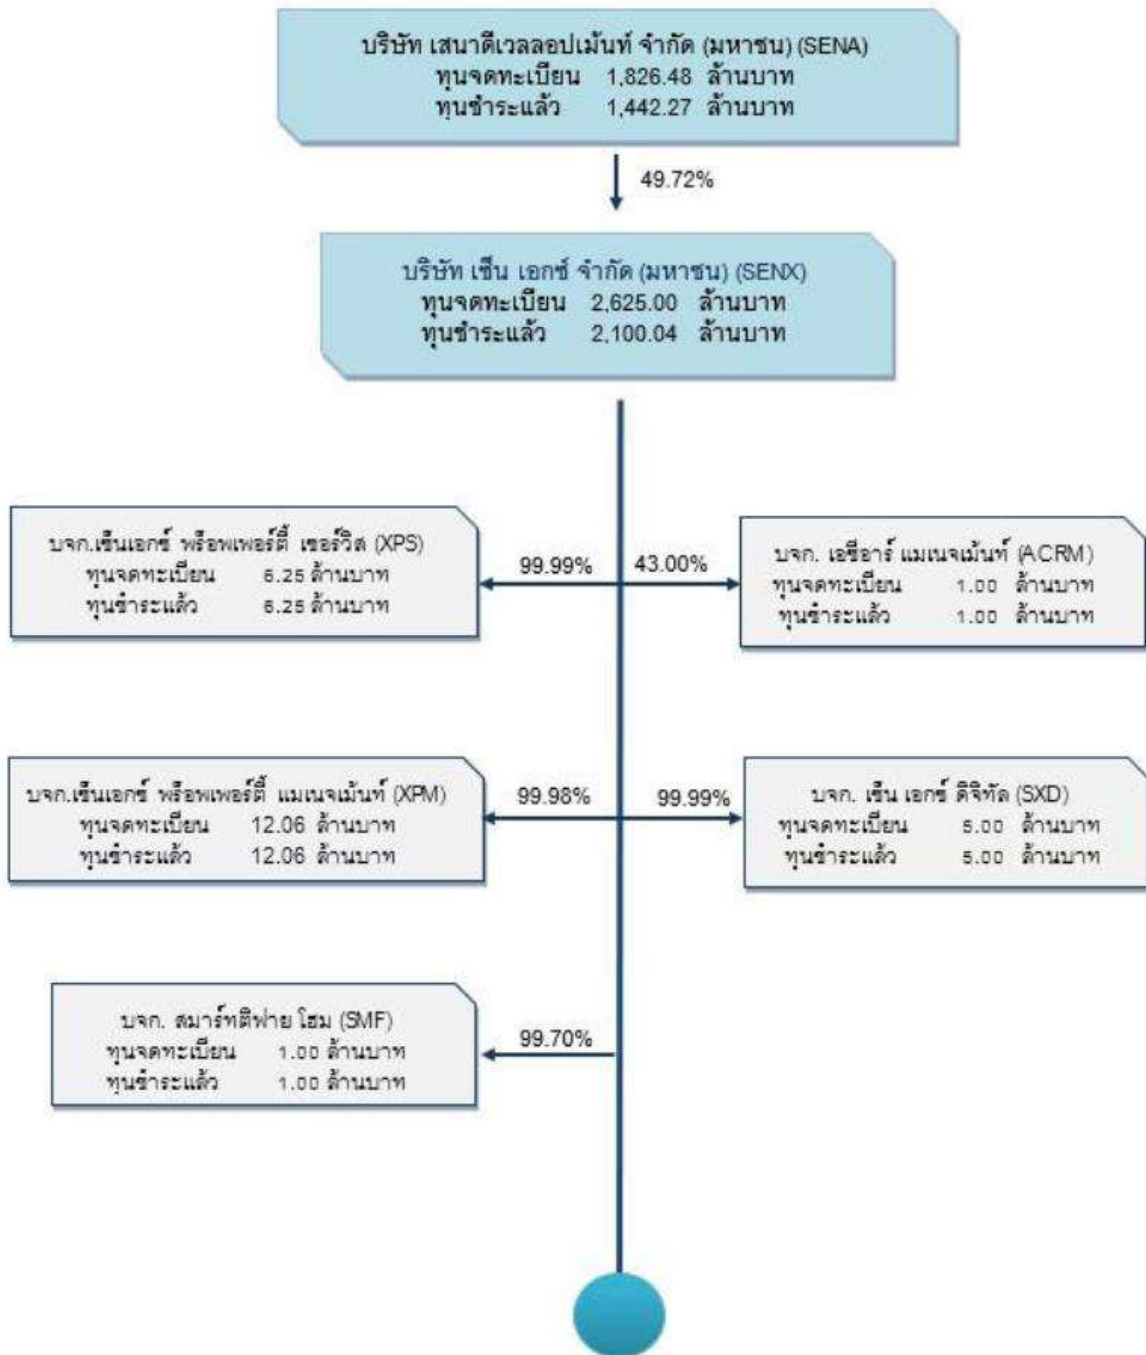 บริษัท เสนาดีเวลลอปเม้นท์ จำกัด (มหาชน) (SENA)
ทุนจดทะเบียน 1,826.48 ล้านบาท
ทุนชำระแล้ว 1,442.27 ล้านบาท
49.72%
บริษัท เซ็น เอกซ์ จำกัด (มหาชน) (SENX)
ทุนจดทะเบียน 2,625.00 ล้านบาท
ทุนชำระแล้ว 2,100.04 ล้านบาท
บจก.เซ็นเอกซ์ พร็อพเพอร์ตี้ เซอร์วิส (XPS)
ทุนจดทะเบียน 6.25 ล้านบาท
ทุนชำระแล้ว 6.25 ล้านบาท
99.99%
43.00%
บจก. เอซีอาร์ แมเนจเม้นท์ (ACRM)
ทุนจดทะเบียน 1.00 ล้านบาท
ทุนชำระแล้ว 1.00 ล้านบาท
บจก.เซ็นเอกซ์ พร็อพเพอร์ตี้ แมเนจเม้นท์ (XPM)
ทุนจดทะเบียน 12.06 ล้านบาท
ทุนชำระแล้ว 12.06 ล้านบาท
99.98%
99.99%
บจก. เซ็น เอกซ์ ดิจิทัล (SXD)
ทุนจดทะเบียน 5.00 ล้านบาท
ทุนชำระแล้ว 5.00 ล้านบาท
บจก. สมาร์ทติฟาย โฮม (SMF)
ทุนจดทะเบียน 1.00 ล้านบาท
ทุนชำระแล้ว 1.00 ล้านบาท
99.70%